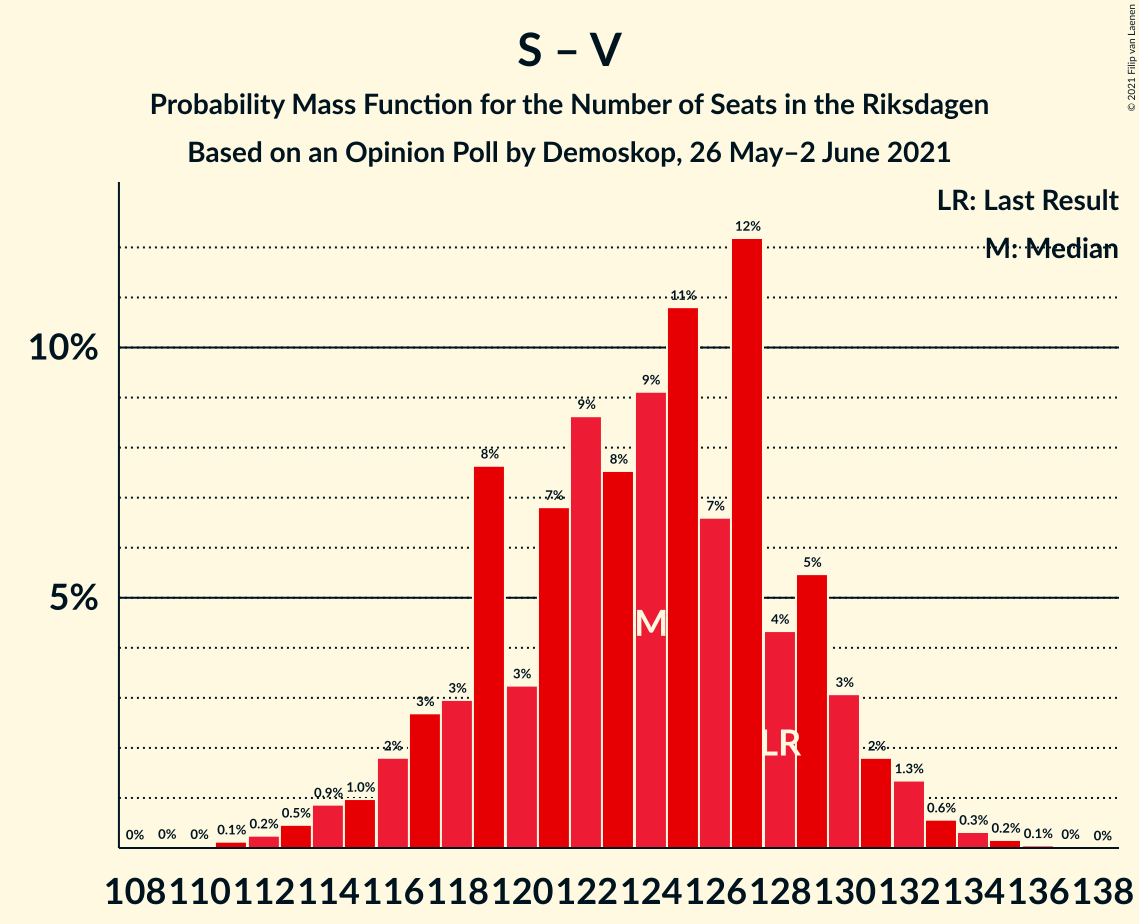 S – V
Probability Mass Function for the Number of Seats in the Riksdagen
Based on an Opinion Poll by Demoskop, 26 May–2 June 2021
© 2021 Filip van Laenen
LR: Last Result
M: Median
10%
5%
0% 0% 0% 0.1% 0.2% 0.5% 0.9% 1.0% 2% 3% 3% 8% 3% 7% 9% 8% 9% 11% 7% 12% 4% 5% 3% 2% 1.3% 0.6% 0.3% 0.2% 0.1% 0% 0%
M
LR
108 110 112 114 116 118 120 122 124 126 128 130 132 134 136 138